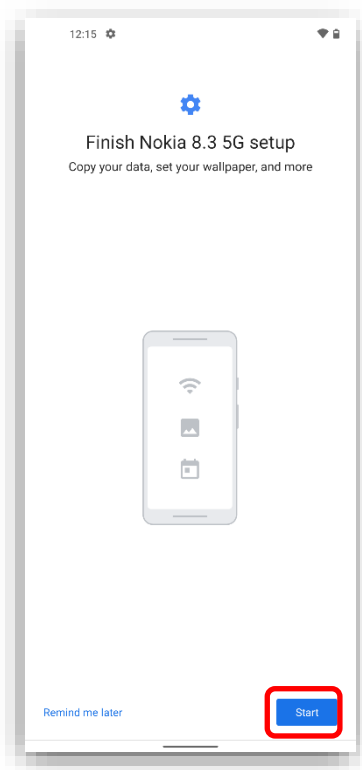 12:15
Finish Nokia 8.3 5G setup
Copy your data, set your wallpaper, and more
Remind me later
Start